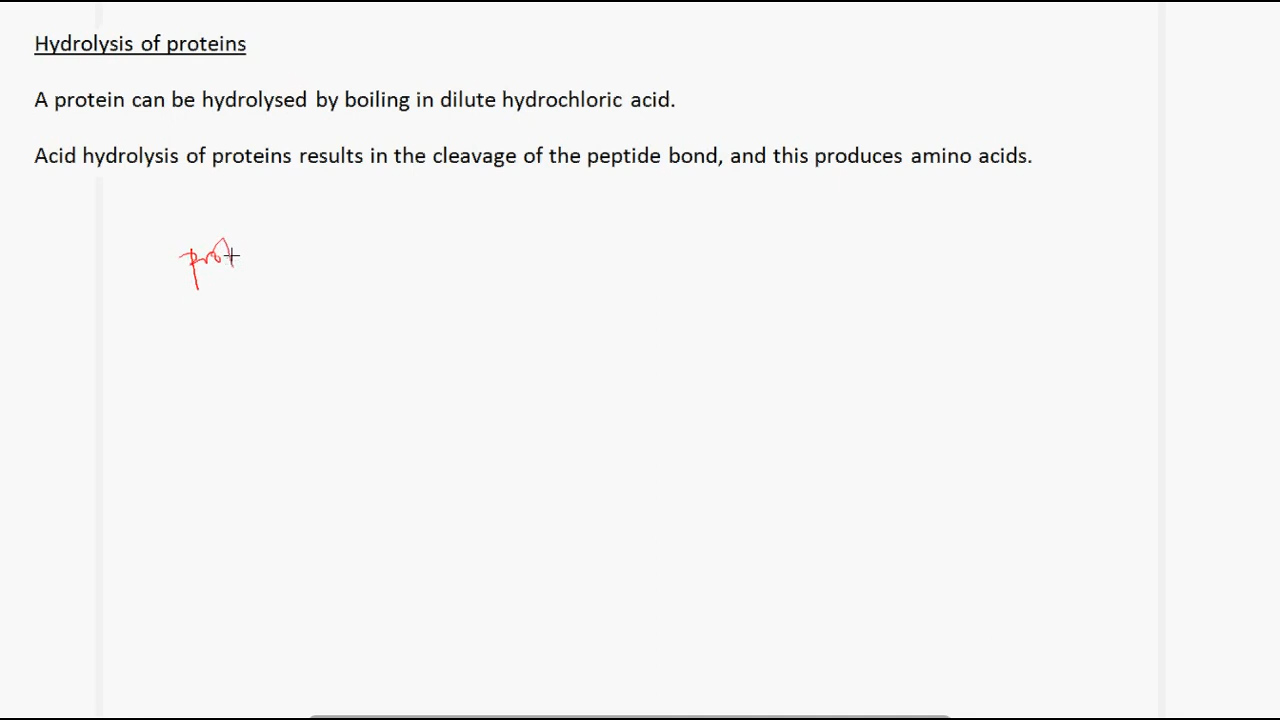 Hydrolysis of proteins
A protein can be hydrolysed by boiling in dilute hydrochloric acid.
Acid hydrolysis of proteins results in the cleavage of the peptide bond, and this produces amino acids.
prot